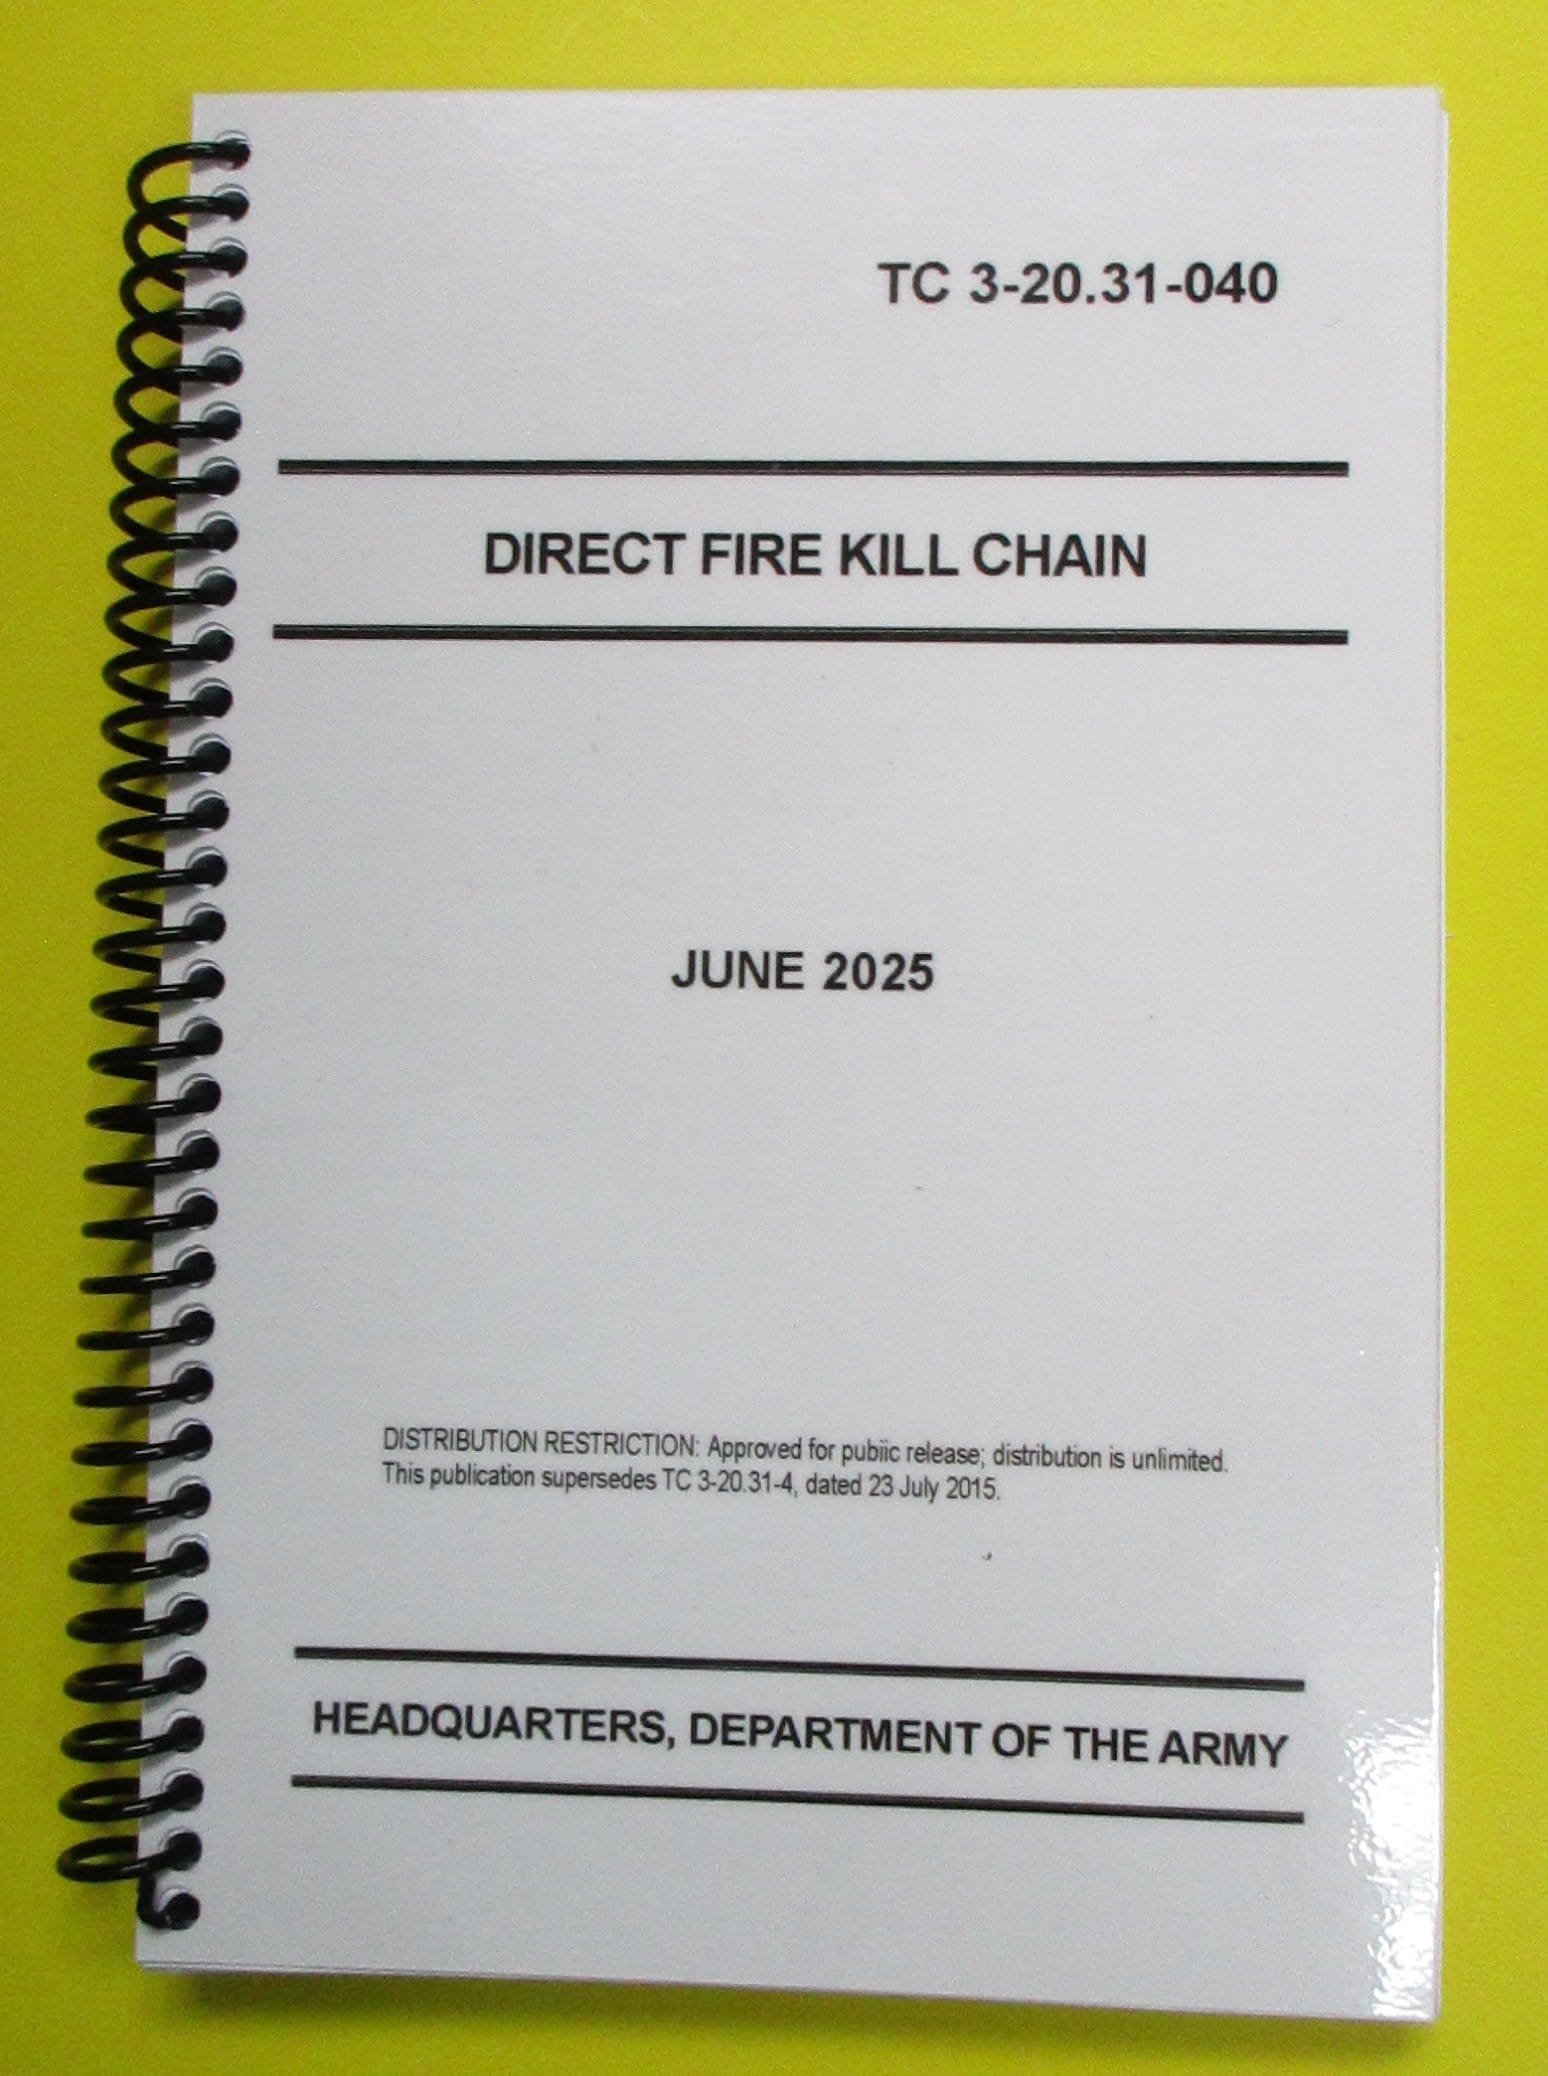 TC 3-20.31-040
DIRECT FIRE KILL CHAIN
JUNE 2025
DISTRIBUTION RESTRICTION: Approved for public release; distribution is unlimited.
This publication supersedes TC 3-20.31-4, dated 23 July 2015.
HEADQUARTERS, DEPARTMENT OF THE ARMY